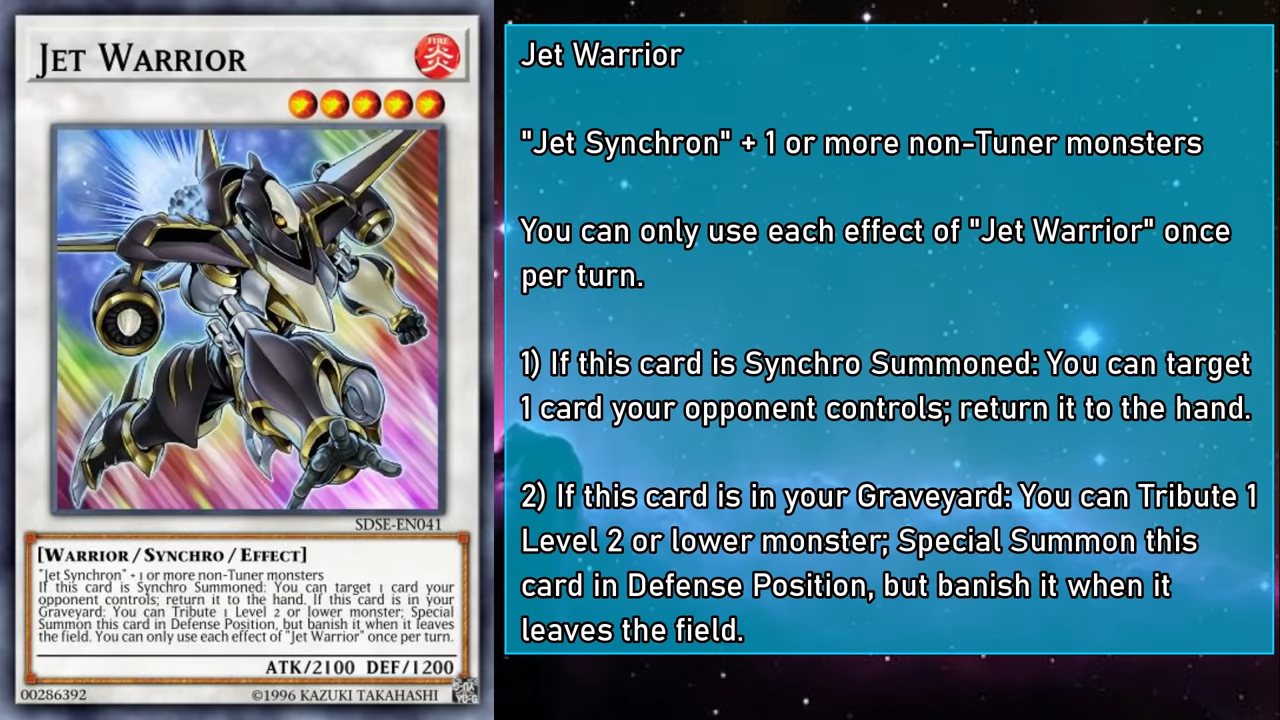 JET WARRIOR
FIRE
炎
SDSE-EN041
[WARRIOR / SYNCHRO / EFFECT]
"Jet Synchron" + 1 or more non-Tuner monsters
If this card is Synchro Summoned: You can target 1 card your
opponent controls; return it to the hand. If this card is in your
Graveyard: You can Tribute 1 Level 2 or lower monster; Special
Summon this card in Defense Position, but banish it when it leaves
the field. You can only use each effect of "Jet Warrior" once per turn.
ATK/2100 DEF/1200
00286392
©1996 KAZUKI TAKAHASHI
Jet Warrior
"Jet Synchron" + 1 or more non-Tuner monsters
You can only use each effect of "Jet Warrior" once
per turn.
1) If this card is Synchro Summoned: You can target
1 card your opponent controls; return it to the hand.
2) If this card is in your Graveyard: You can Tribute 1
Level 2 or lower monster; Special Summon this
card in Defense Position, but banish it when it
leaves the field.